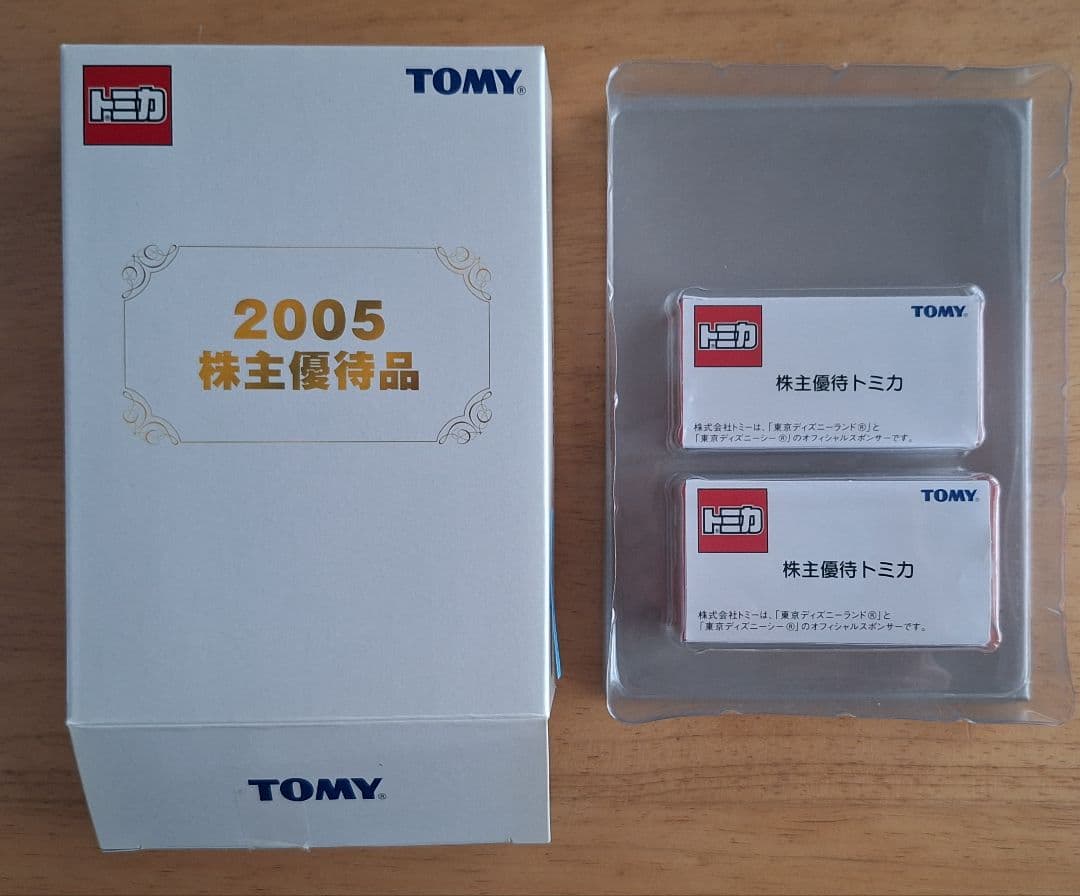 トミカ
TOMY®
2005
株主優待品
TOMY®
トミカ
TOMY®
株主優待トミカ
株式会社トミーは、「東京ディズニーランド®」と
「東京ディズニーシー®」のオフィシャルスポンサーです。
トミカ
TOMY®
株主優待トミカ
株式会社トミーは、「東京ディズニーランド®」と
「東京ディズニーシー®」のオフィシャルスポンサーです。